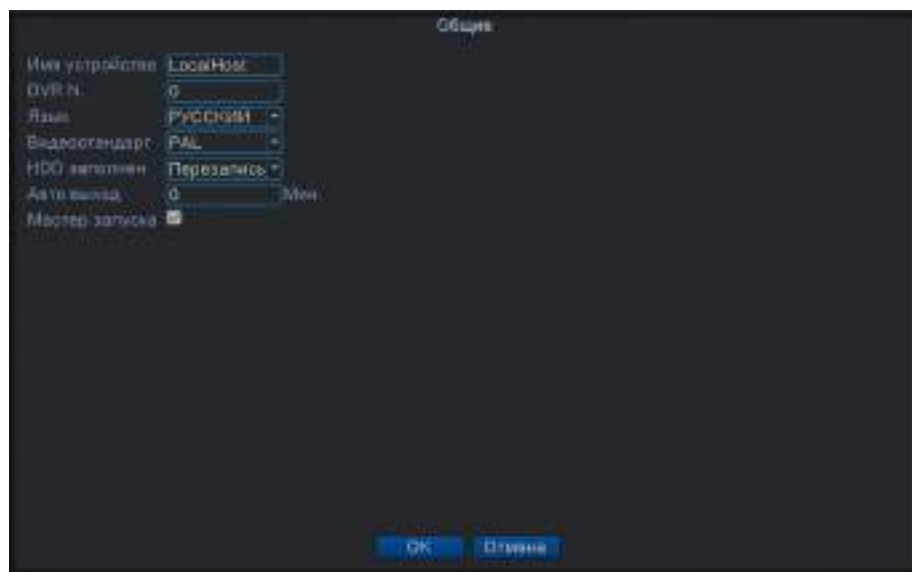 Общие
Имя устройства LocalHost
DVR N. 0
Язык РУССКИЙ
Видеостандарт PAL
HDD заполнен Перезапись
Авто выход 0 Мин.
Мастер запуска
OK Отмена